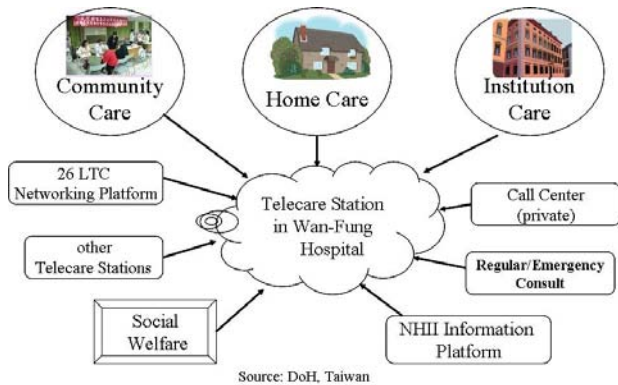 Community
Care
Home Care
Institution
Care
26 LTC
Networking Platform
Telecare Station
in Wan-Fung
Hospital
Call Center
(private)
other
Telecare Stations
Regular/Emergency
Consult
Social
Welfare
NHII Information
Platform
Source: DoH, Taiwan